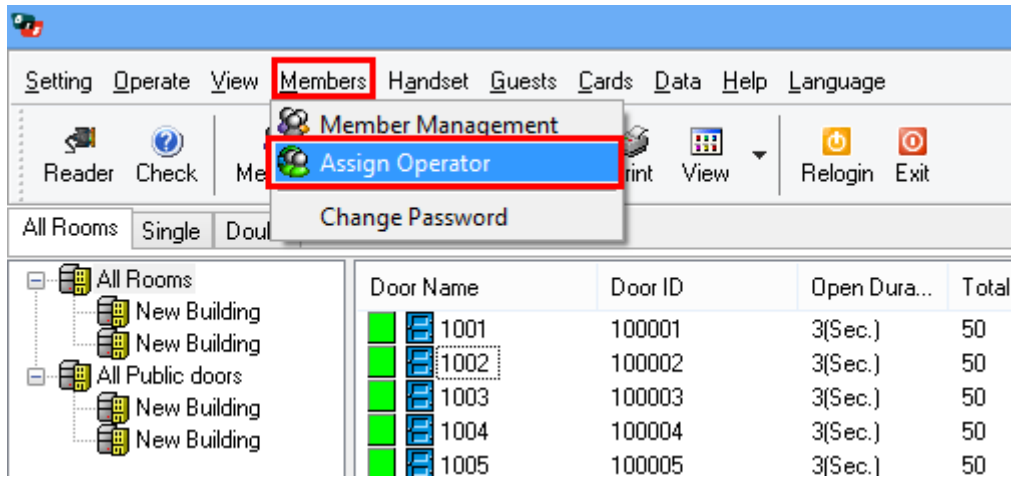 Setting Operate View Members Handset Guests Cards Data Help Language
Member Management
Assign Operator
Change Password
Reader Check Me View Relogin Exit
All Rooms Single
All Rooms
New Building
New Building
All Public doors
New Building
New Building
Door Name Door ID Open Dura... Total
1001 100001 3(Sec.) 50
1002 100002 3(Sec.) 50
1003 100003 3(Sec.) 50
1004 100004 3(Sec.) 50
1005 100005 3(Sec.) 50